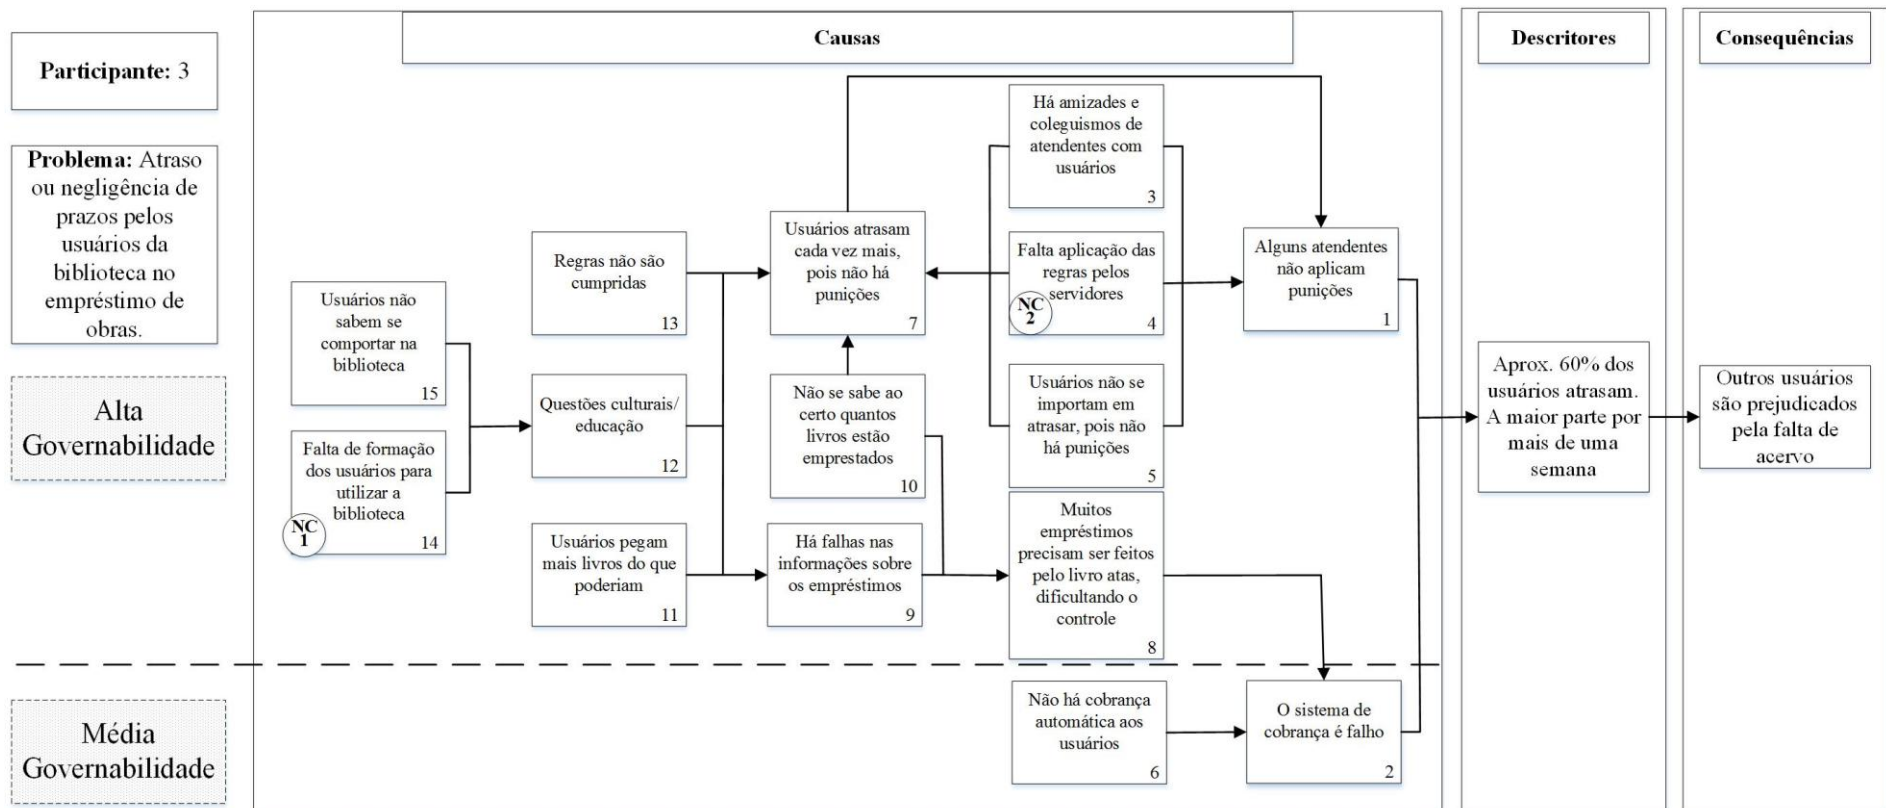 Participante: 3
Problema: Atraso
ou negligência de
prazos pelos
usuários da
biblioteca no
empréstimo de
obras.
Alta
Governabilidade
Média
Governabilidade
Causas
Usuários não
sabem se
comportar na
biblioteca
15
Falta de formação
dos usuários para
utilizar a
biblioteca
NC
1
14
Regras não são
cumpridas
13
Questões culturais/
educação
12
Usuários pegam
mais livros do que
poderiam
11
Usuários atrasam
cada vez mais,
pois não há
punições
7
Não se sabe ao
certo quantos
livros estão
emprestados
10
Há falhas nas
informações sobre
os empréstimos
9
Há amizades e
coleguismos de
atendentes com
usuários
3
Falta aplicação das
regras pelos
servidores
NC
2
4
Usuários não se
importam em
atrasar, pois não
há punições
5
Muitos
empréstimos
precisam ser feitos
pelo livro atas,
dificultando o
controle
8
Não há cobrança
automática aos
usuários
6
Alguns atendentes
não aplicam
punições
1
O sistema de
cobrança é falho
2
Descritores
Aprox. 60% dos
usuários atrasam.
A maior parte por
mais de uma
semana
Consequências
Outros usuários
são prejudicados
pela falta de
acervo